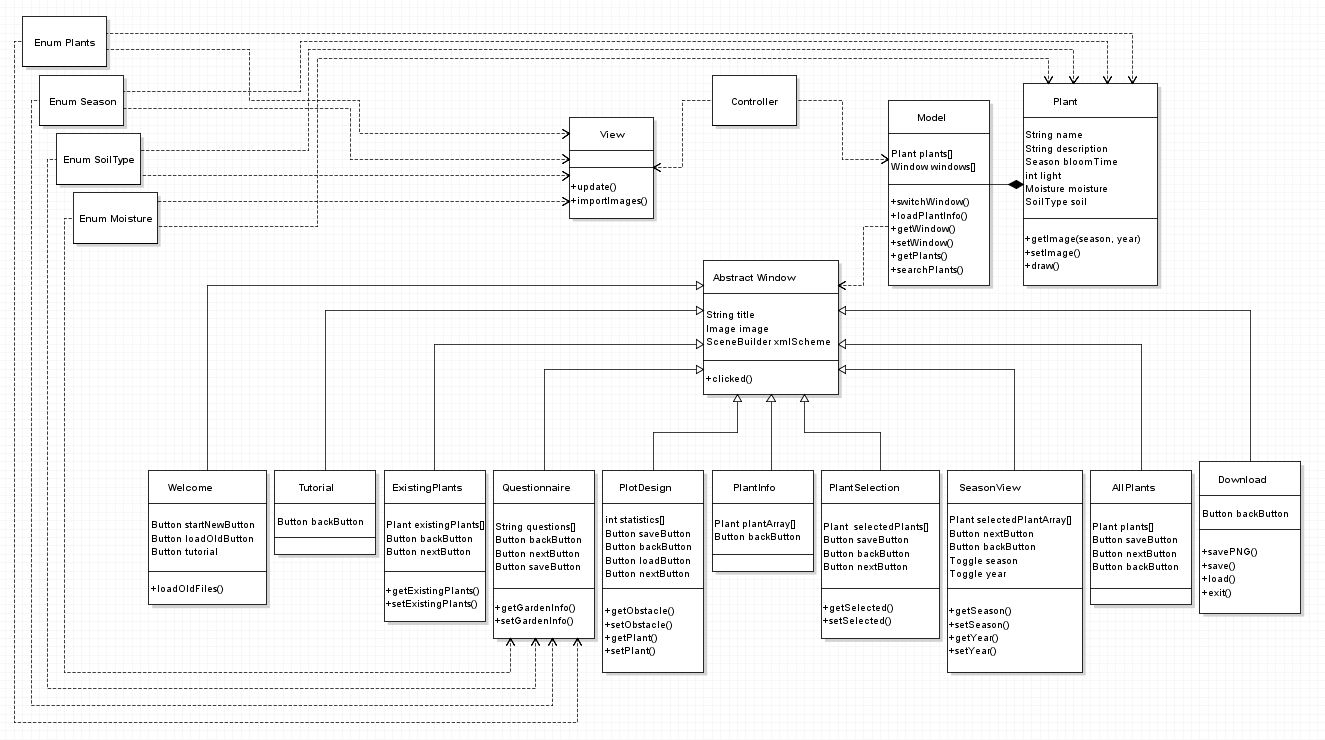 Enum Plants
Enum Season
Enum SoilType
Enum Moisture
View
+update()
+importImages()
Controller
Model
Plant plants[]
Window windows[]
+switchWindow()
+loadPlantInfo()
+getWindow()
+setWindow()
+getPlants()
+searchPlants()
Plant
String name
String description
Season bloomTime
int light
Moisture moisture
SoilType soil
+getImage(season, year)
+setImage()
+draw()
Abstract Window
String title
Image image
SceneBuilder xmlScheme
+clicked()
Welcome
Button startNewButton
Button loadOldButton
Button tutorial
+loadOldFiles()
Tutorial
Button backButton
ExistingPlants
Plant existingPlants[]
Button backButton
Button nextButton
+getExistingPlants()
+setExistingPlants()
Questionnaire
String questions[]
Button backButton
Button nextButton
Button saveButton
+getGardenInfo()
+setGardenInfo()
PlotDesign
int statistics[]
Button saveButton
Button backButton
Button loadButton
Button nextButton
+getObstacle()
+setObstacle()
+getPlant()
+setPlant()
PlantInfo
Plant plantArray[]
Button backButton
PlantSelection
Plant selectedPlants[]
Button saveButton
Button backButton
Button nextButton
+getSelected()
+setSelected()
SeasonView
Plant selectedPlantArray[]
Button nextButton
Button backButton
Toggle season
Toggle year
+getSeason()
+setSeason()
+getYear()
+setYear()
AllPlants
Plant plants[]
Button saveButton
Button nextButton
Button backButton
Download
Button backButton
+savePNG()
+save()
+load()
+exit()